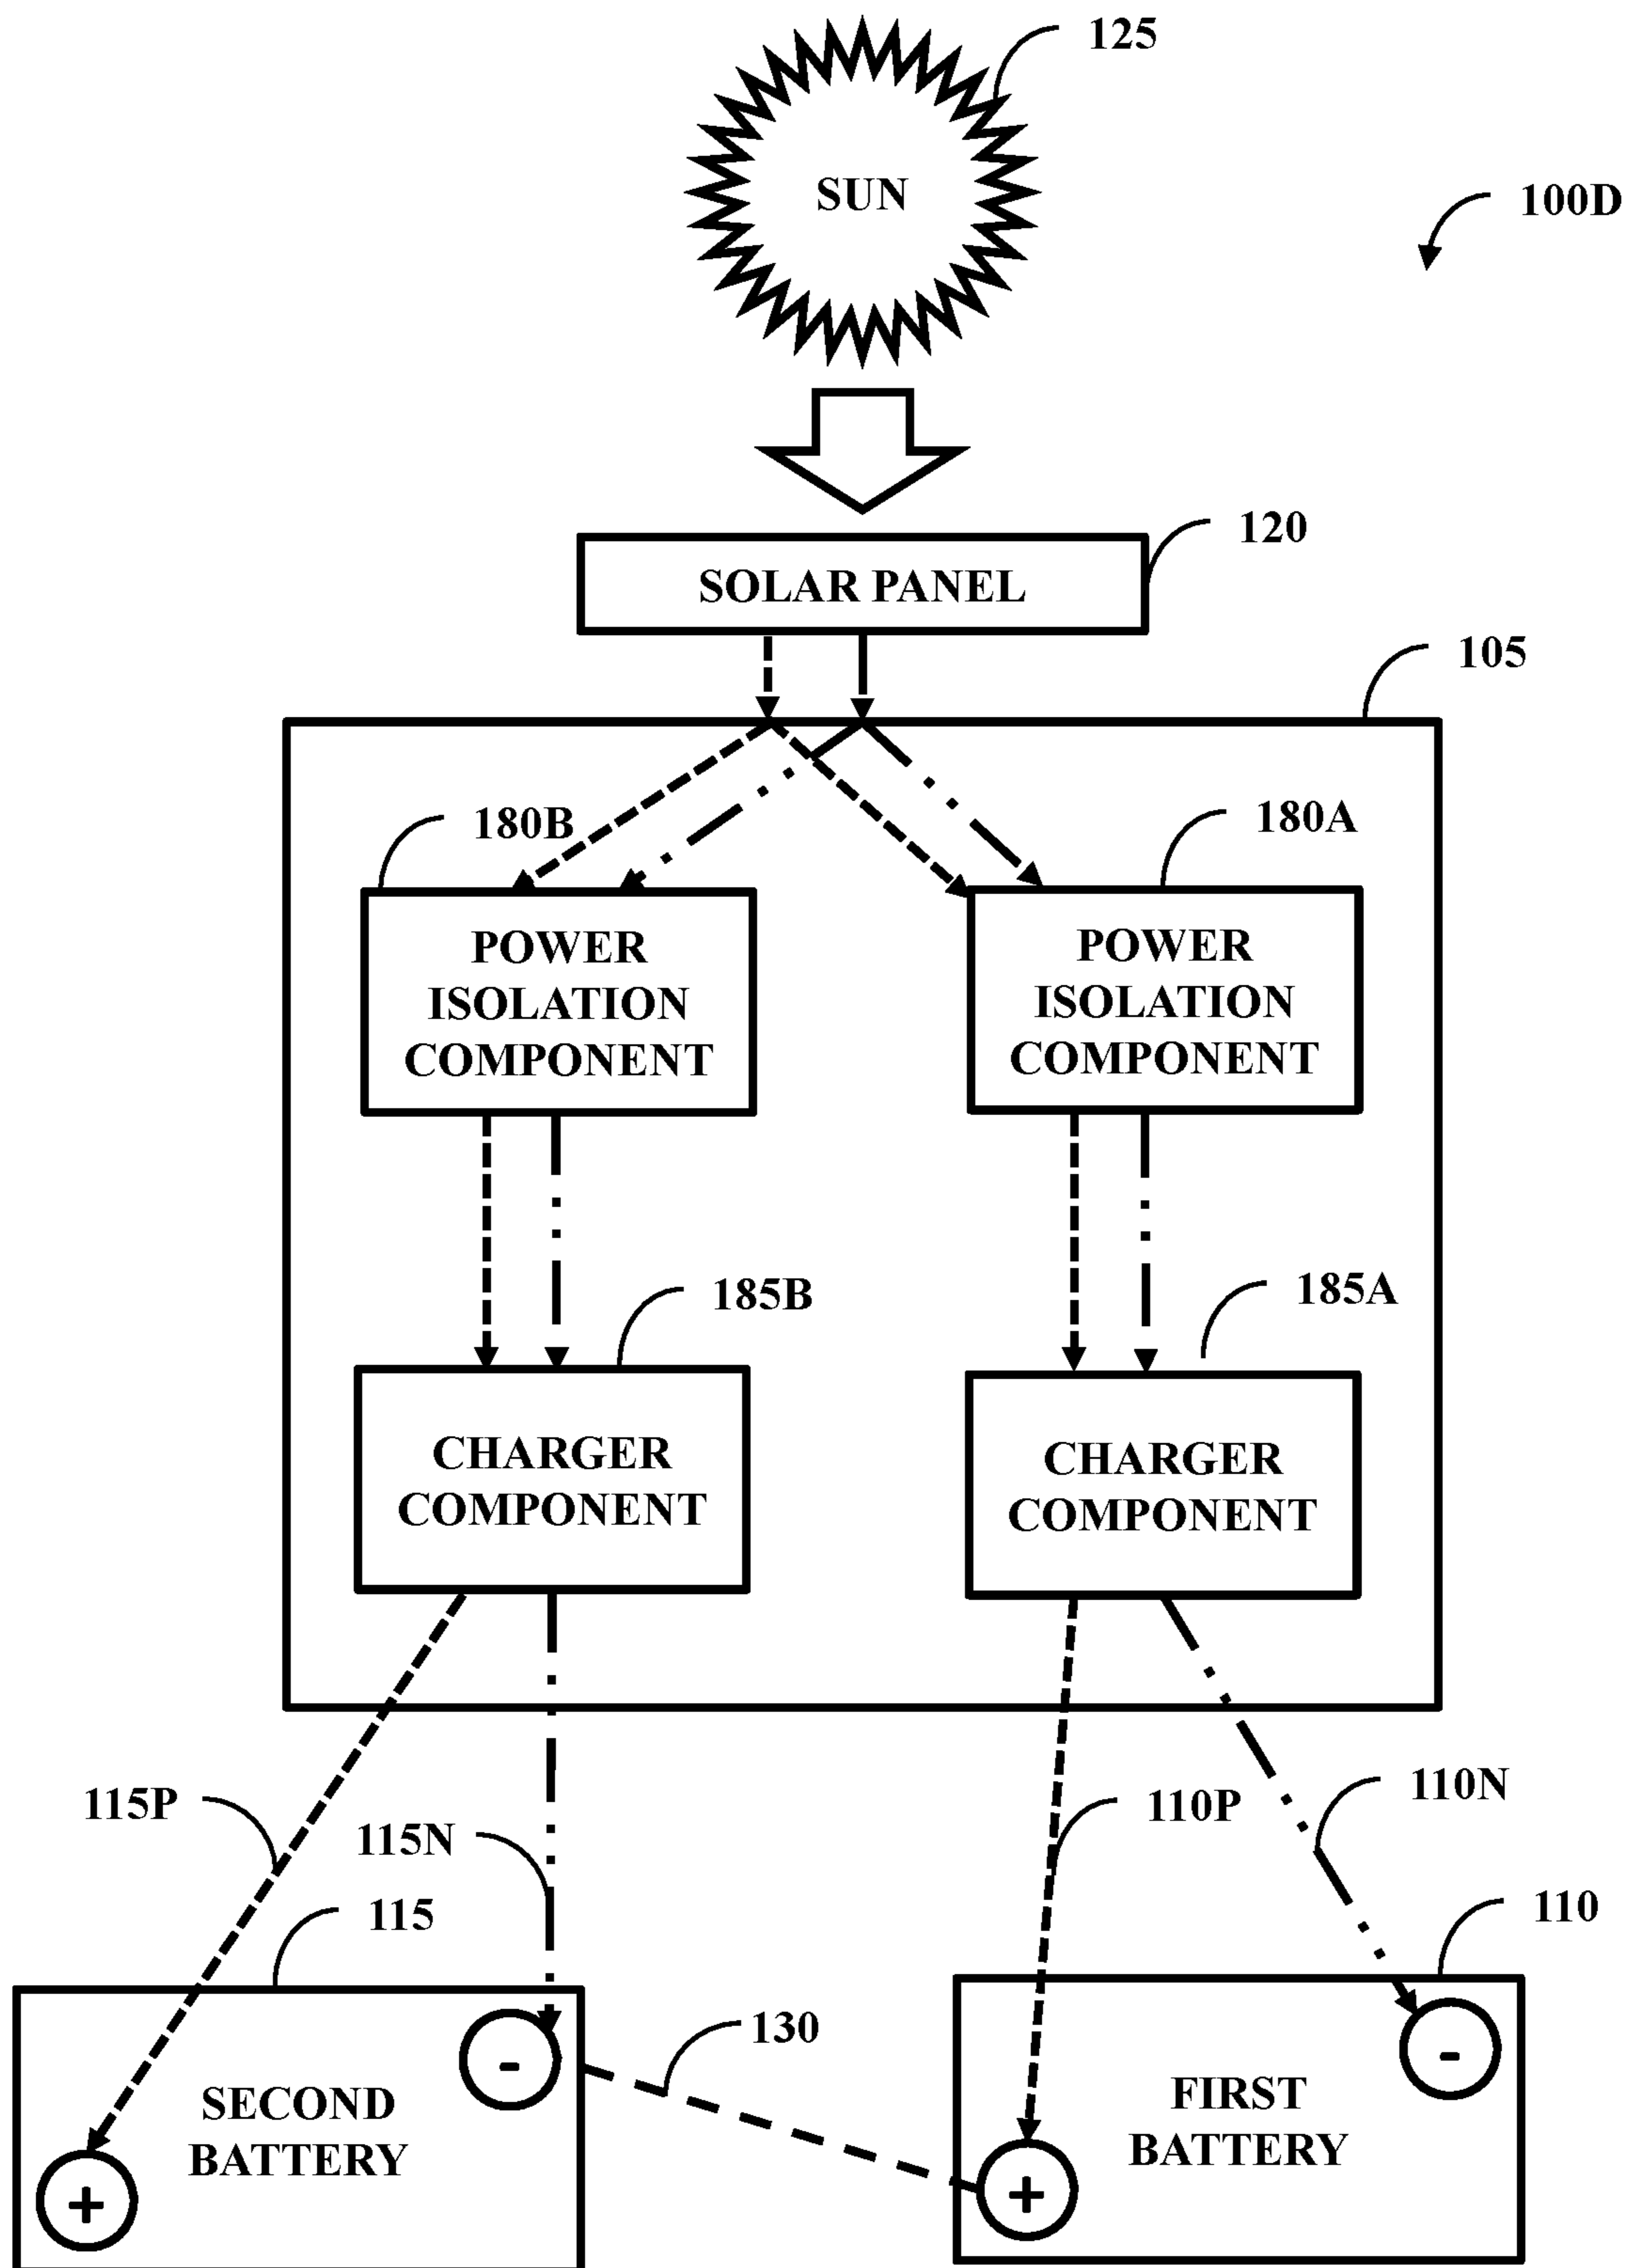 125
SUN
100D
120
SOLAR PANEL
105
180B
180A
POWER
ISOLATION
COMPONENT
POWER
ISOLATION
COMPONENT
185B
185A
CHARGER
COMPONENT
CHARGER
COMPONENT
115P
115N
110P
110N
115
110
130
-
-
SECOND
BATTERY
FIRST
BATTERY
+
+